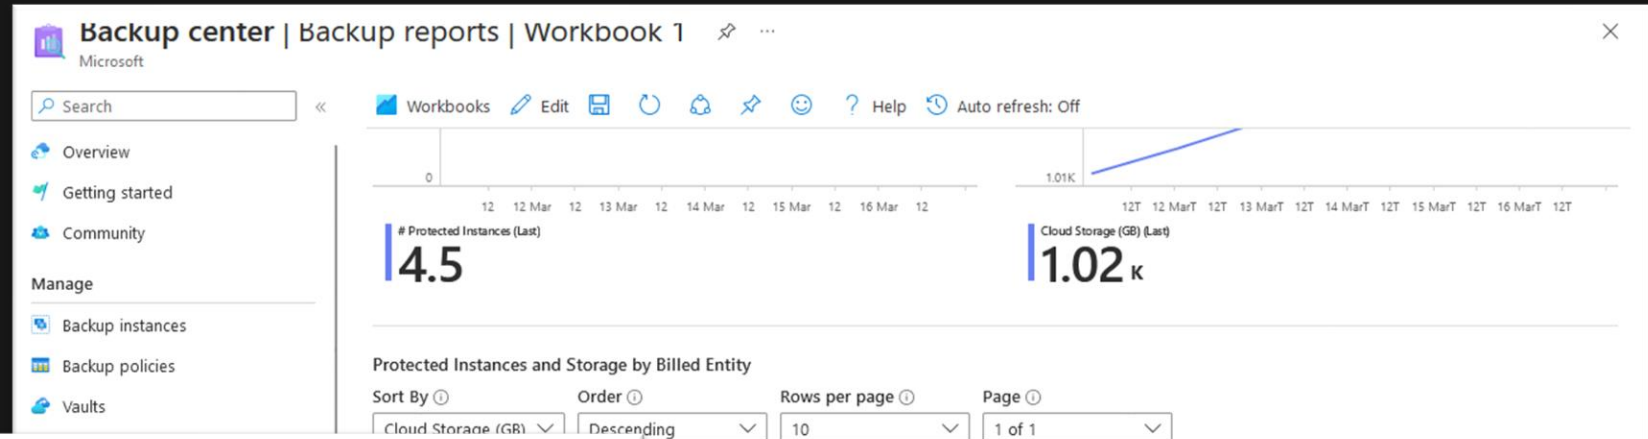 Backup center | Backup reports | Workbook 1 ...
Microsoft
Search «
Workbooks Edit ? Help Auto refresh: Off
Overview
Getting started
Community
Manage
Backup instances
Backup policies
Vaults
0
12 12 Mar 12 13 Mar 12 14 Mar 12 15 Mar 12 16 Mar 12
# Protected Instances (Last)
4.5
1.01K
12T 12 MarT 12T 13 MarT 12T 14 MarT 12T 15 MarT 12T 16 MarT 12T
Cloud Storage (GB) (Last)
1.02 K
Protected Instances and Storage by Billed Entity
Sort By Order Rows per page Page
Cloud Storage (GB) Descending 10 1 of 1